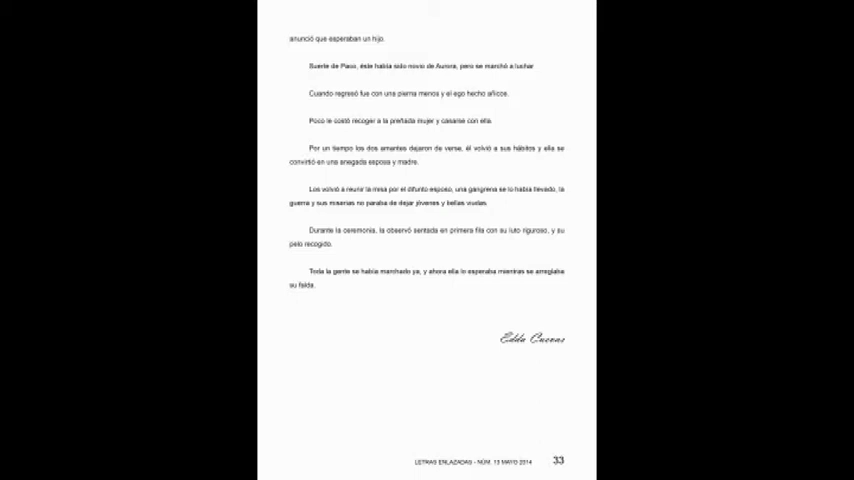 anunció que esperaban un hijo.
Suerte de Paco, éste había sido novio de Aurora, pero se marchó a luchar
Cuando regresó fue con una pierna menos y el ego hecho añicos.
Poco le costó recoger a la preñada mujer y casarse con ella
Por un tiempo los dos amantes dejaron de verse, él volvió a sus hábitos y ella se
convirtió en una anegada esposa y madre.
Los volvió a reunir la misa por el difunto esposo, una gangrena se lo había llevado, la
guerra y sus miserias no paraba de dejar jóvenes y bellas viudas
Durante la ceremonia, la observó sentada en primera fila con su luto riguroso, y su
pelo recogido.
Toda la gente se había marchado ya, y ahora ella lo esperaba mientras se arreglaba
su falda.
Edda Cuevas
LETRAS ENLAZADAS - NÚM. 13 MAYO 2014 33